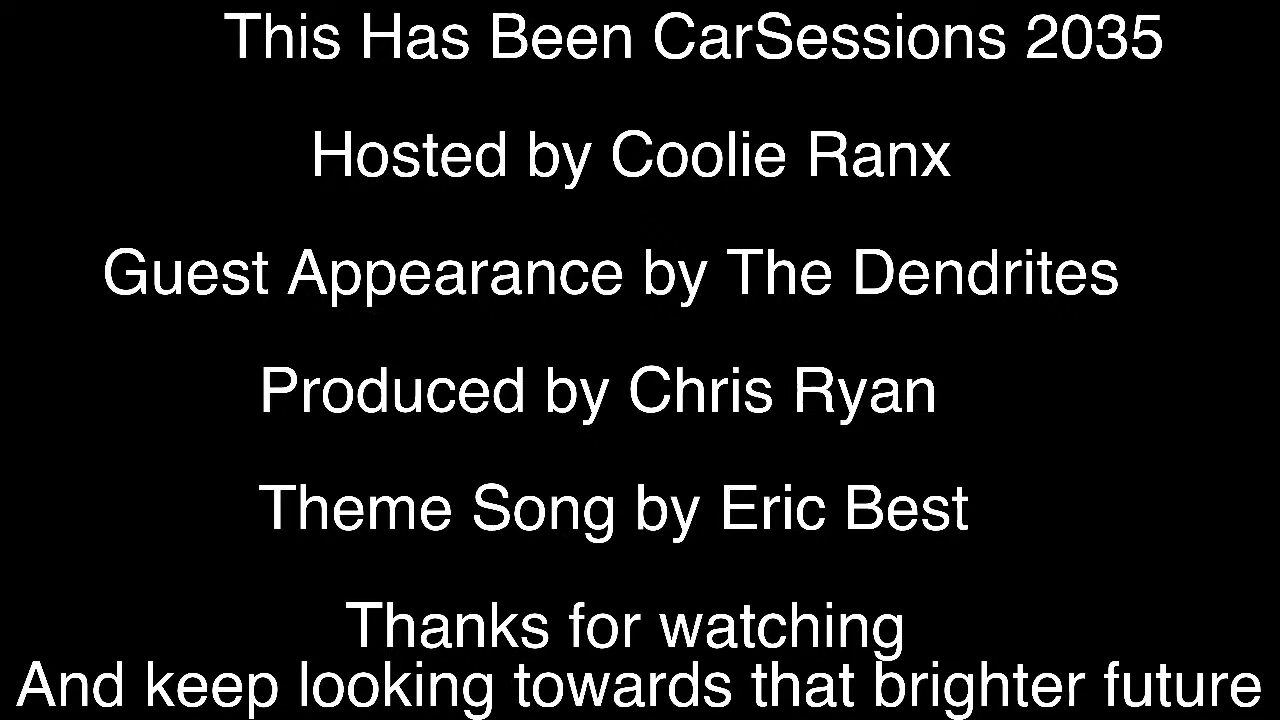 This Has Been CarSessions 2035
Hosted by Coolie Ranx
Guest Appearance by The Dendrites
Produced by Chris Ryan
Theme Song by Eric Best
Thanks for watching
And keep looking towards that brighter future